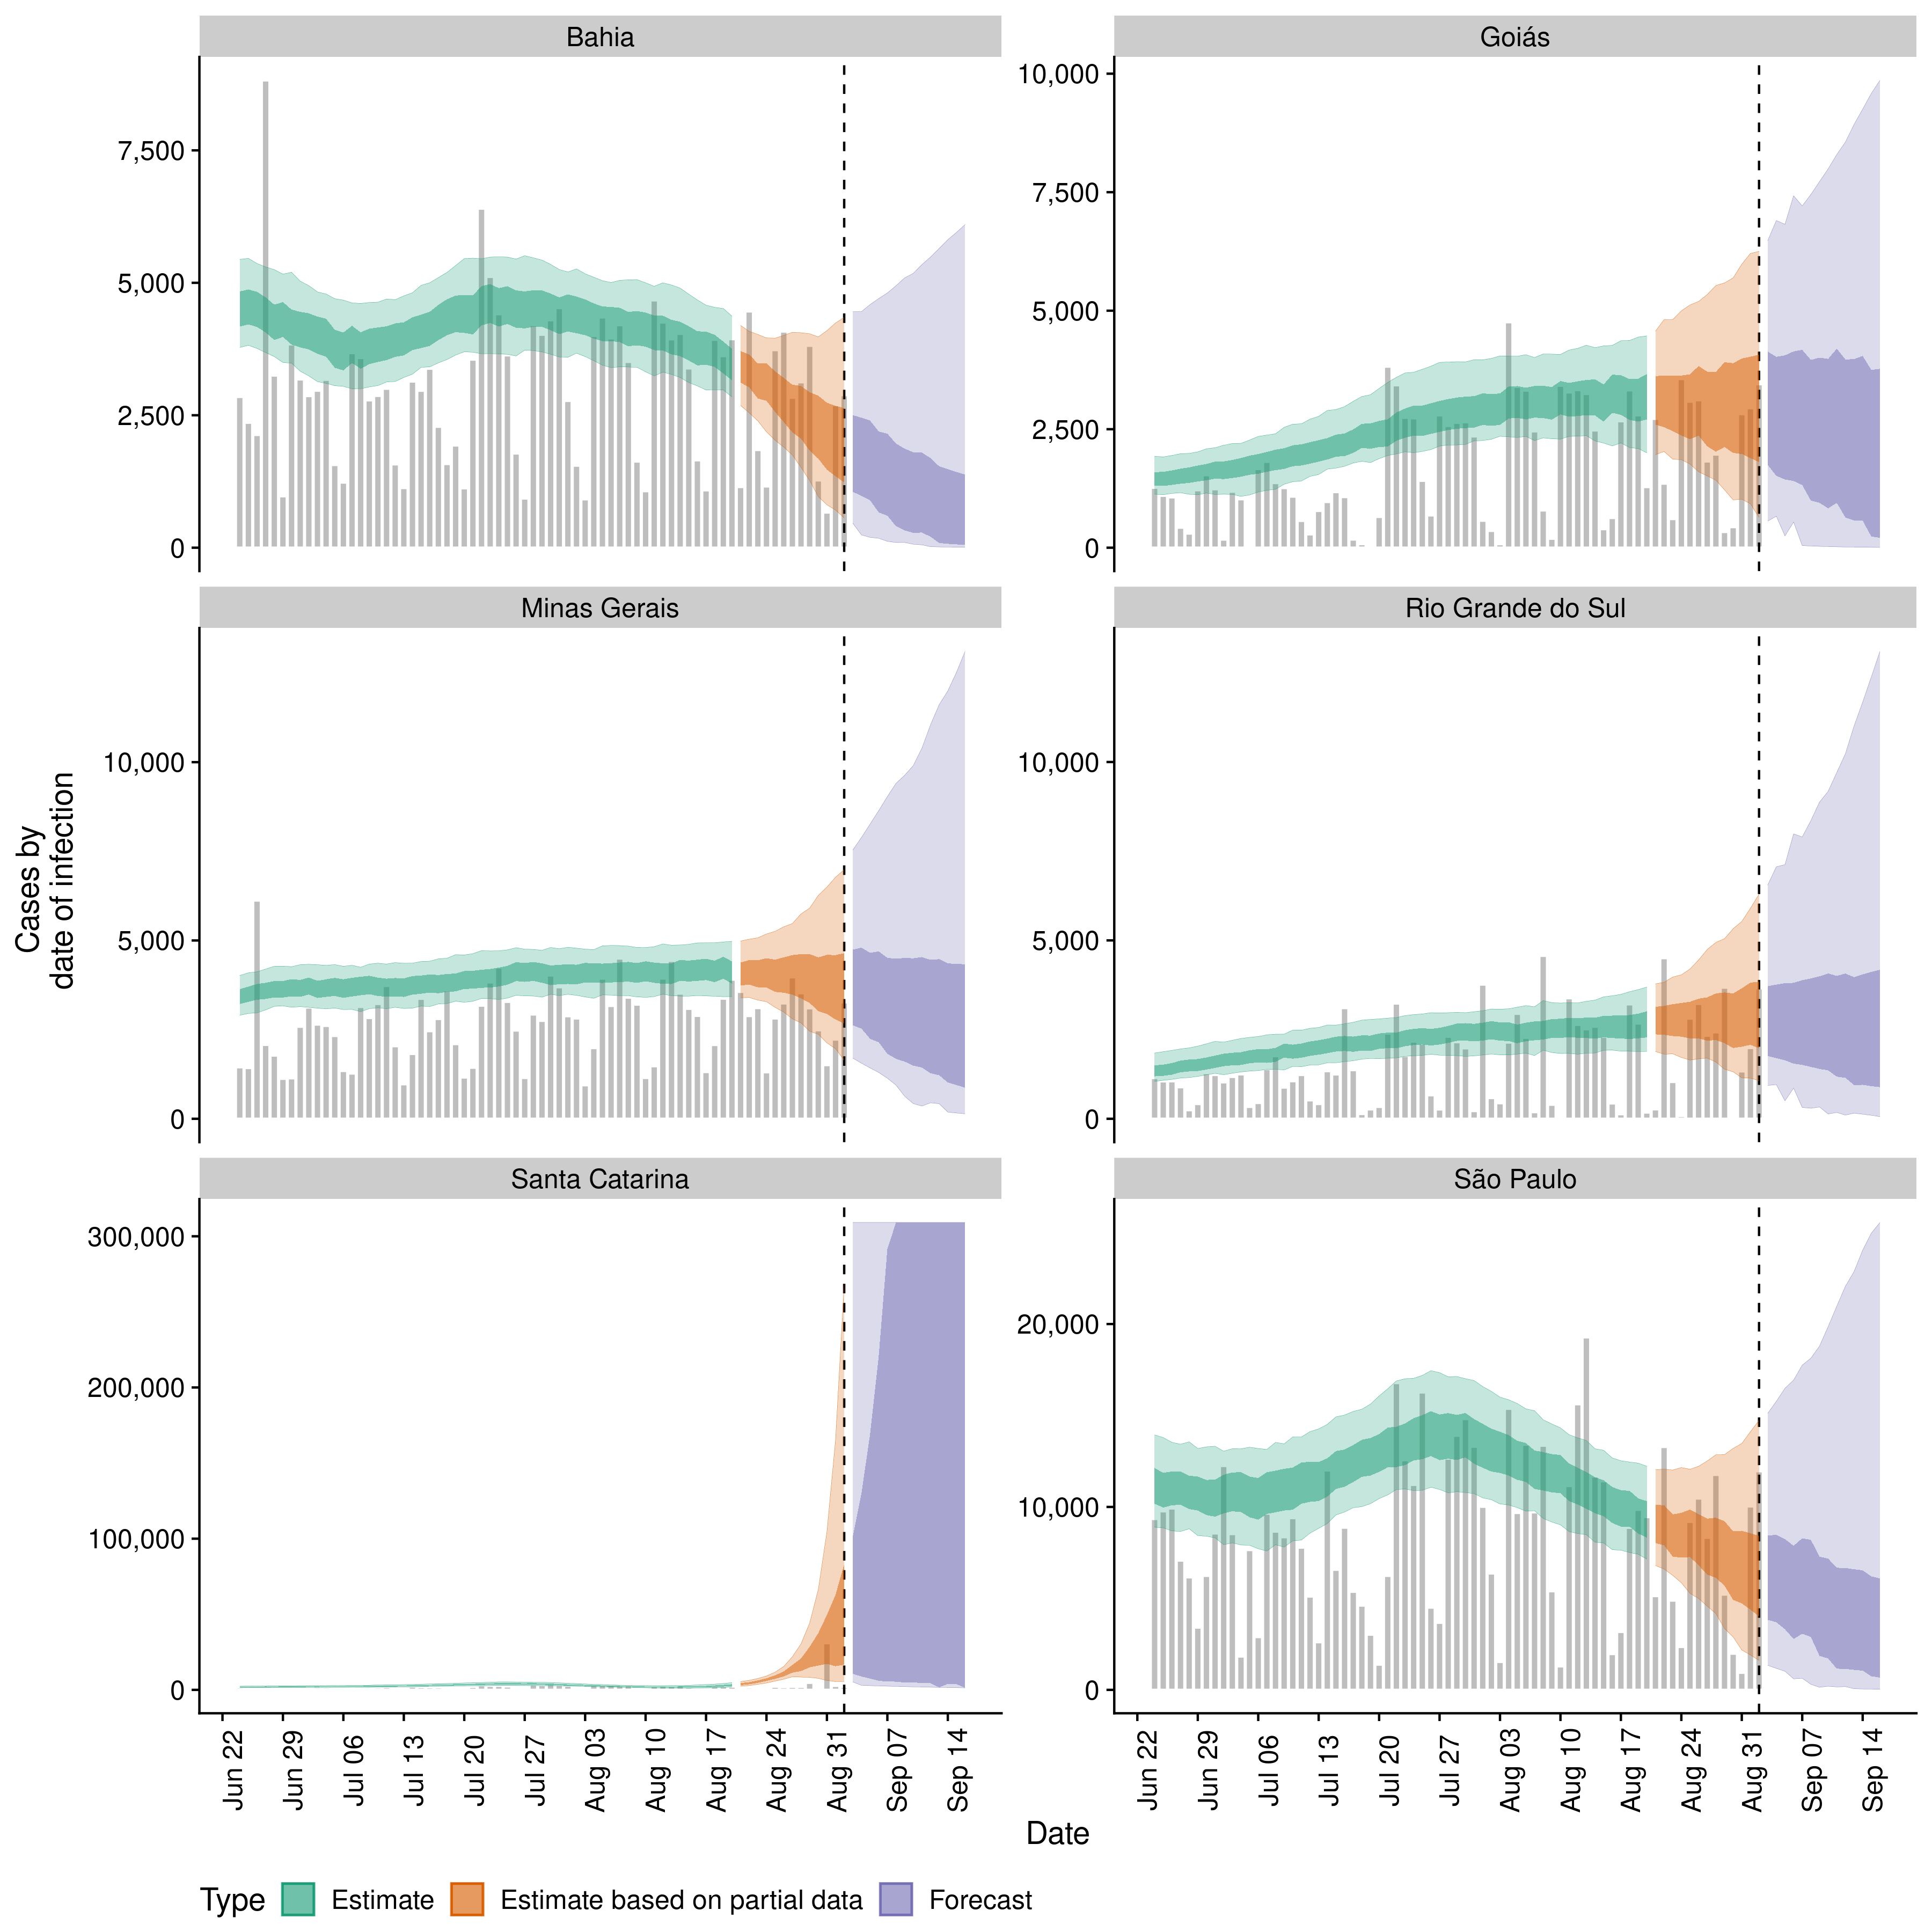 Bahia
Goiás
7,500
5,000
2,500
0
10,000
7,500
5,000
2,500
0
Minas Gerais
Rio Grande do Sul
10,000
5,000
0
10,000
5,000
0
Cases by
date of infection
Santa Catarina
São Paulo
300,000
200,000
100,000
0
20,000
10,000
0
Jun 22
Jun 29
Jul 06
Jul 13
Jul 20
Jul 27
Aug 03
Aug 10
Aug 17
Aug 24
Aug 31
Sep 07
Sep 14
Jun 22
Jun 29
Jul 06
Jul 13
Jul 20
Jul 27
Aug 03
Aug 10
Aug 17
Aug 24
Aug 31
Sep 07
Sep 14
Date
Type Estimate Estimate based on partial data Forecast